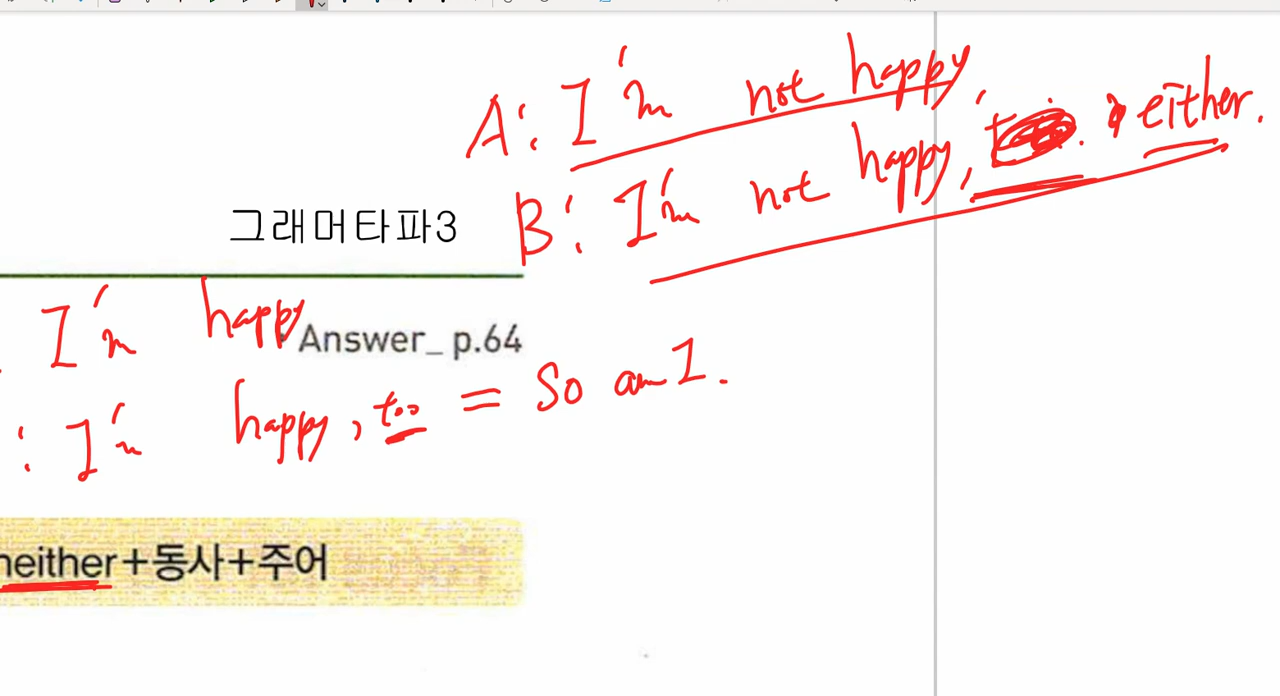 A: I'm not happy.
B: I'm not happy, either.
그래머타파3
I'm happy
Answer_ p.64
: I'm happy, too = So am I.
neither+동사+주어